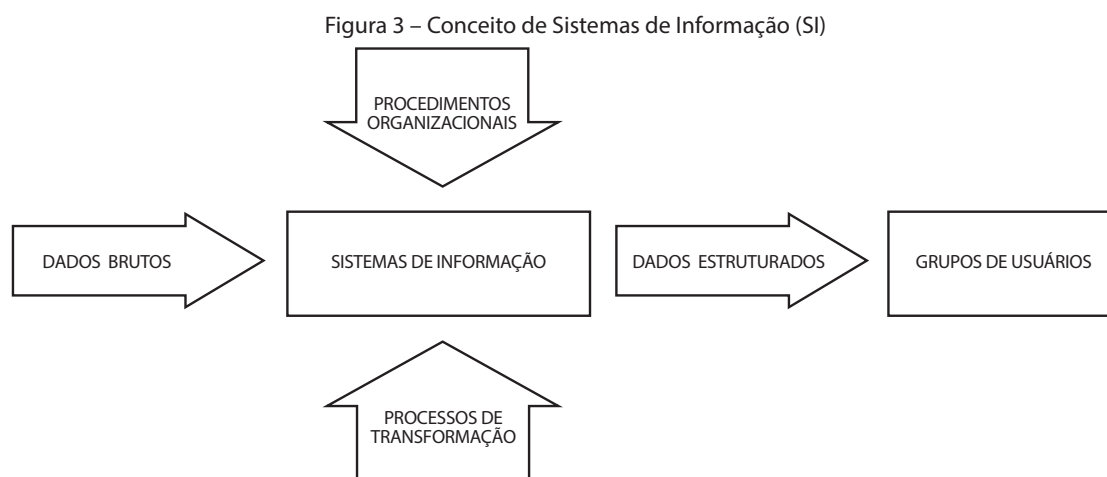 Figura 3 – Conceito de Sistemas de Informação (SI)
PROCEDIMENTOS
ORGANIZACIONAIS
DADOS BRUTOS
SISTEMAS DE INFORMAÇÃO
DADOS ESTRUTURADOS
GRUPOS DE USUÁRIOS
PROCESSOS DE
TRANSFORMAÇÃO